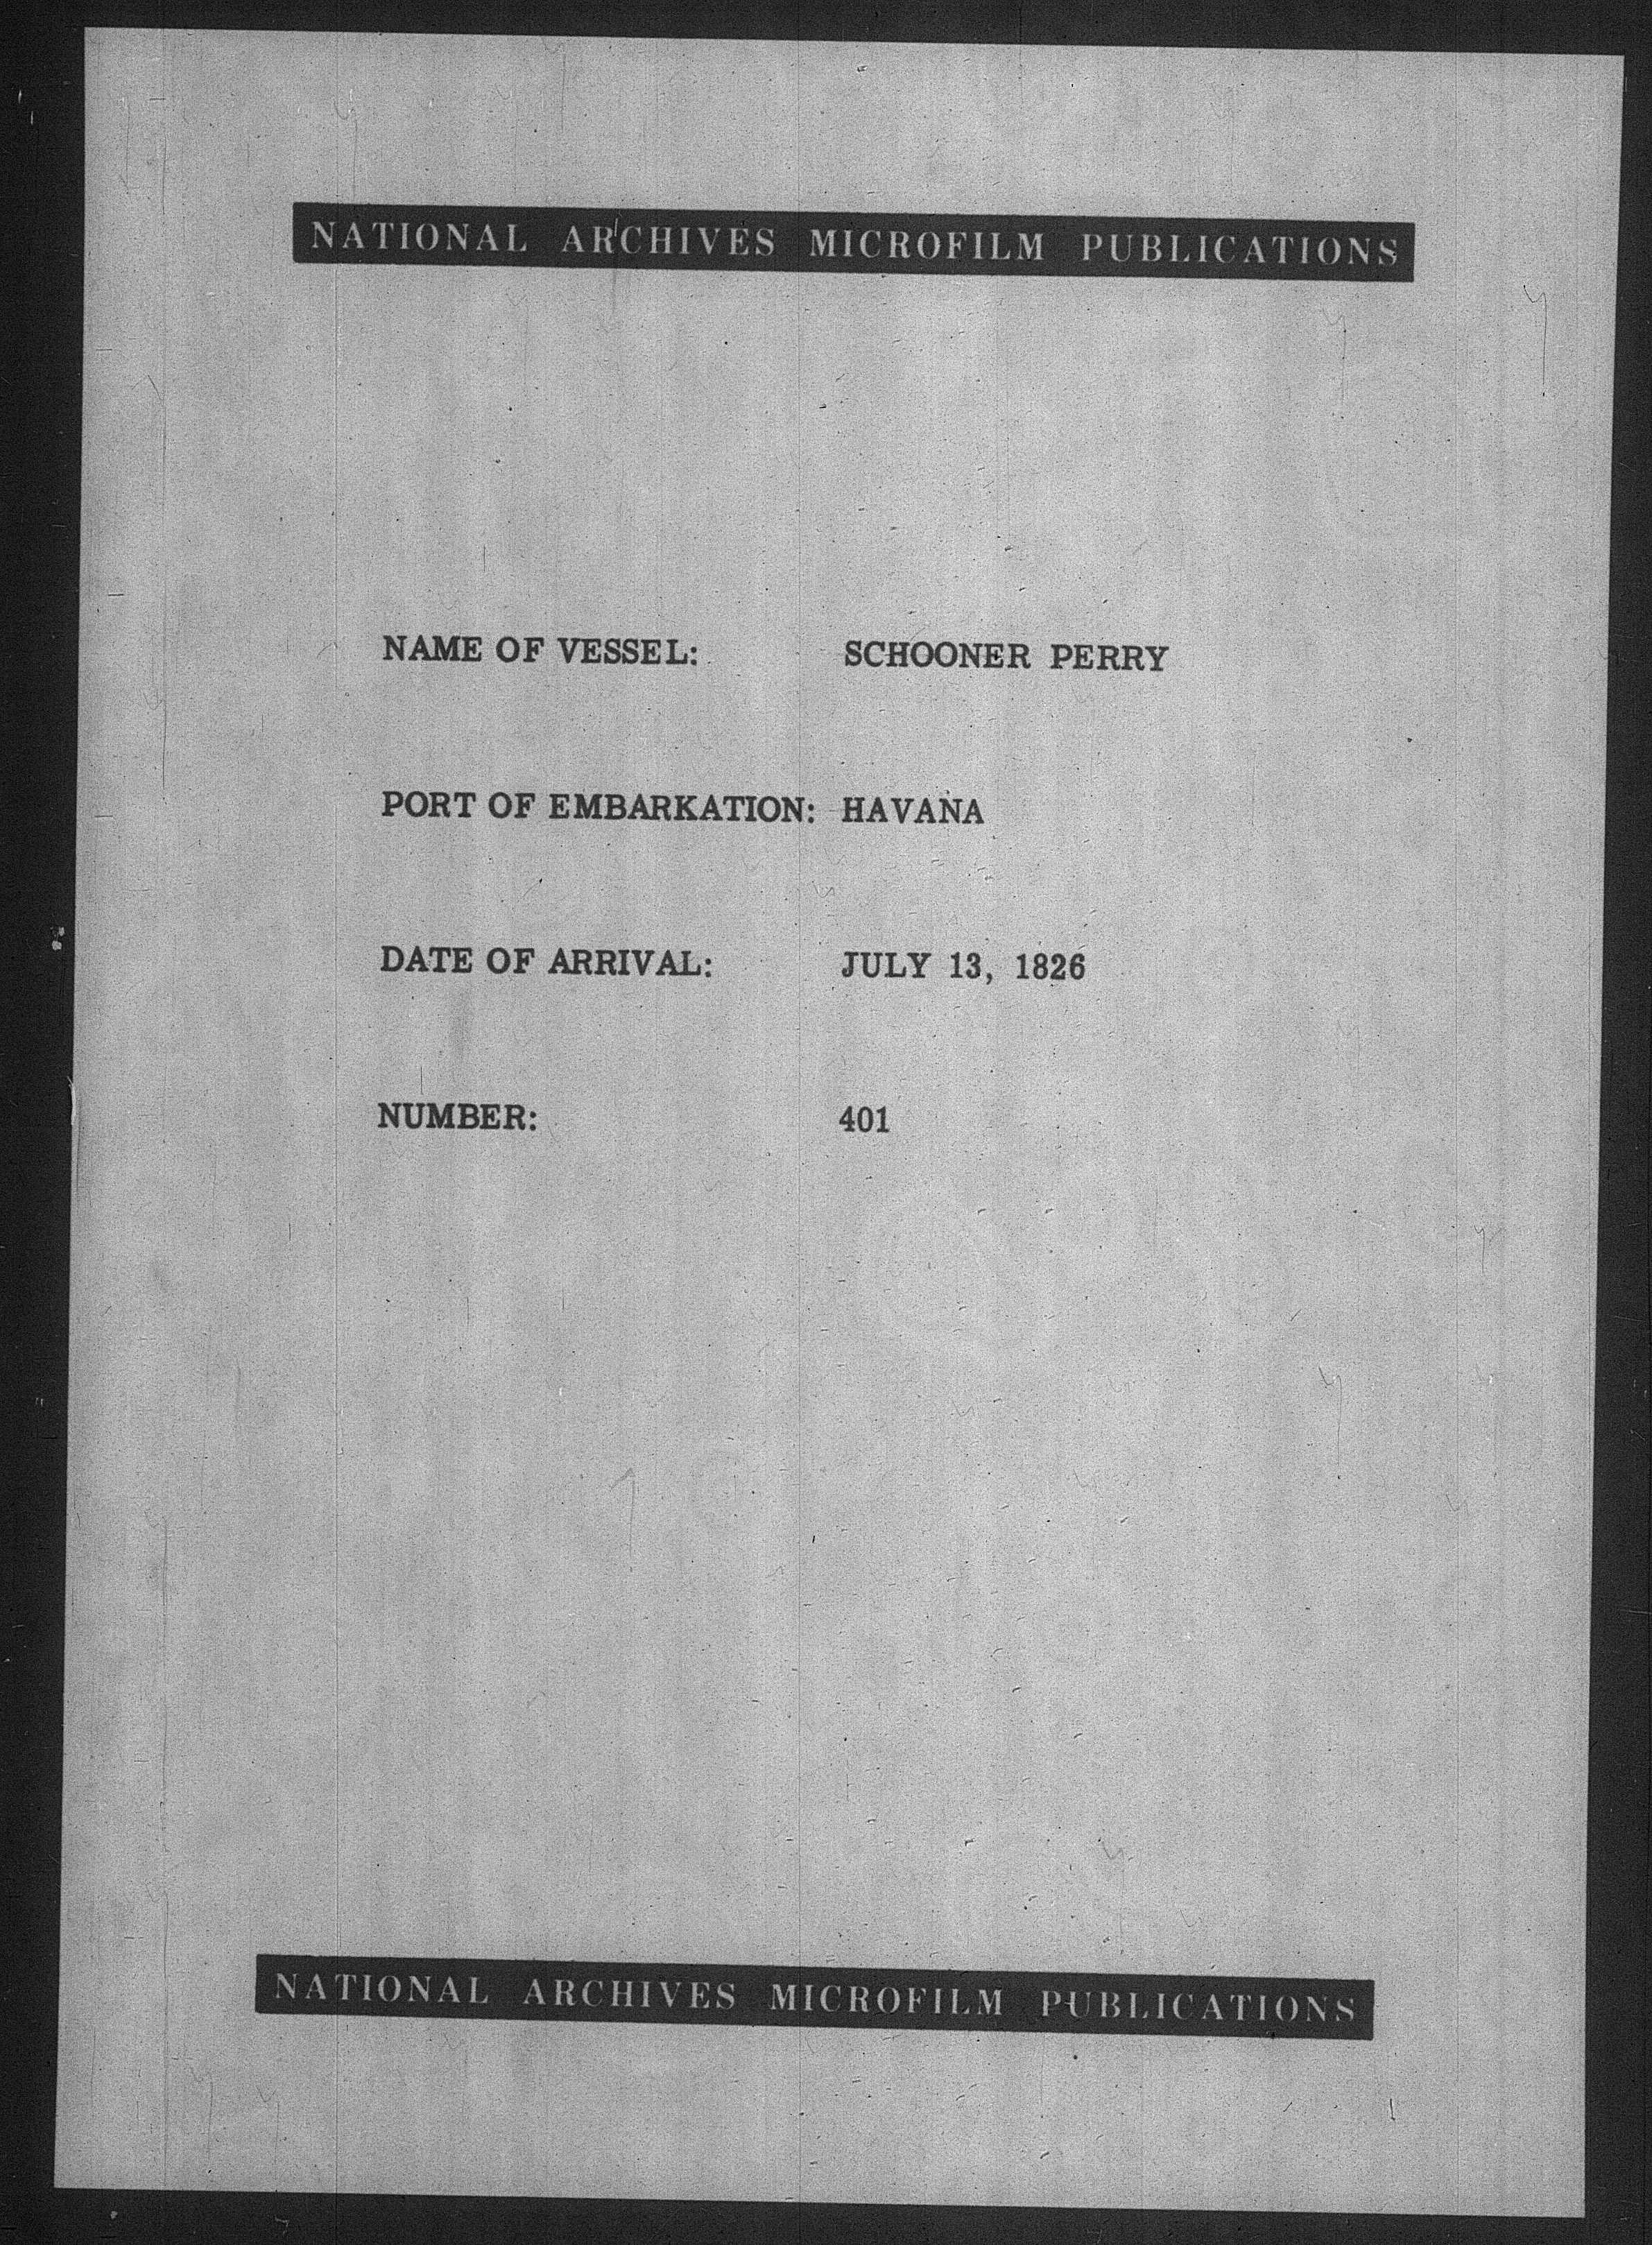 NATIONAL ARCHIVES MICROFILM PUBLICATIONS
NAME OF VESSEL: SCHOONER PERRY
PORT OF EMBARKATION: HAVANA
DATE OF ARRIVAL: JULY 13, 1826
NUMBER: 401
NATIONAL ARCHIVES MICROFILM PUBLICATIONS